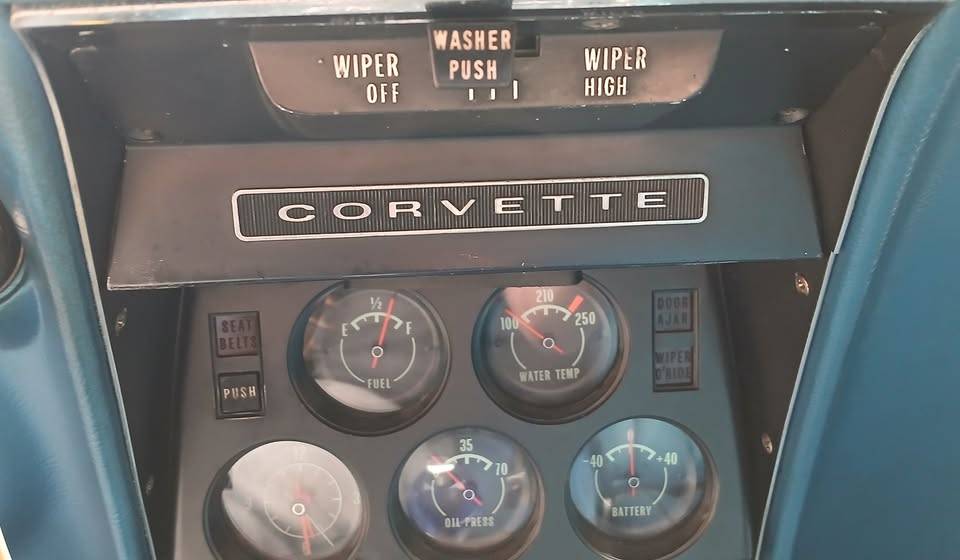 WASHER
PUSH
WIPER
OFF
WIPER
HIGH
CORVETTE
SEAT
BELTS
PUSH
E ½ F
FUEL
100 210 250
WATER TEMP
DOOR
AJAR
WIPER
O'RIDE
35 70
OIL PRESS
-40 0 +40
BATTERY